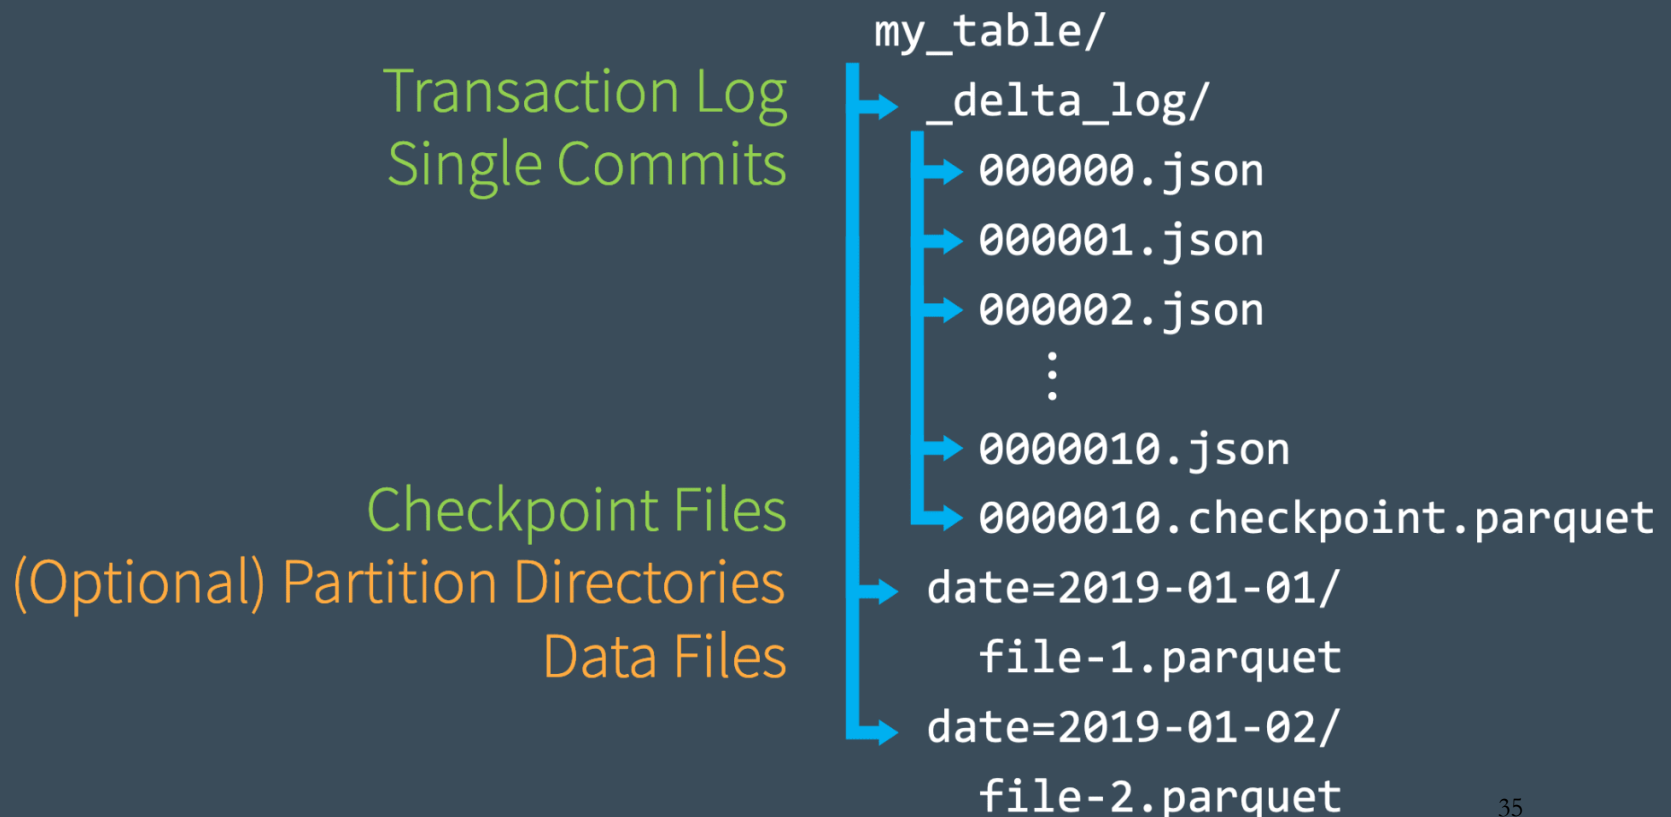 my_table/
Transaction Log
_delta_log/
Single Commits
000000.json
000001.json
000002.json
⋮
0000010.json
Checkpoint Files
0000010.checkpoint.parquet
(Optional) Partition Directories
date=2019-01-01/
Data Files
file-1.parquet
date=2019-01-02/
file-2.parquet
35